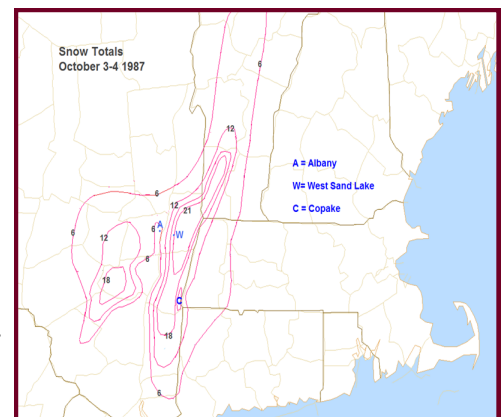 Snow Totals
October 3-4 1987
6
12
A = Albany
W= West Sand Lake
C = Copake
6
12
21
6
12
6
A
W
8
18
C
18
6